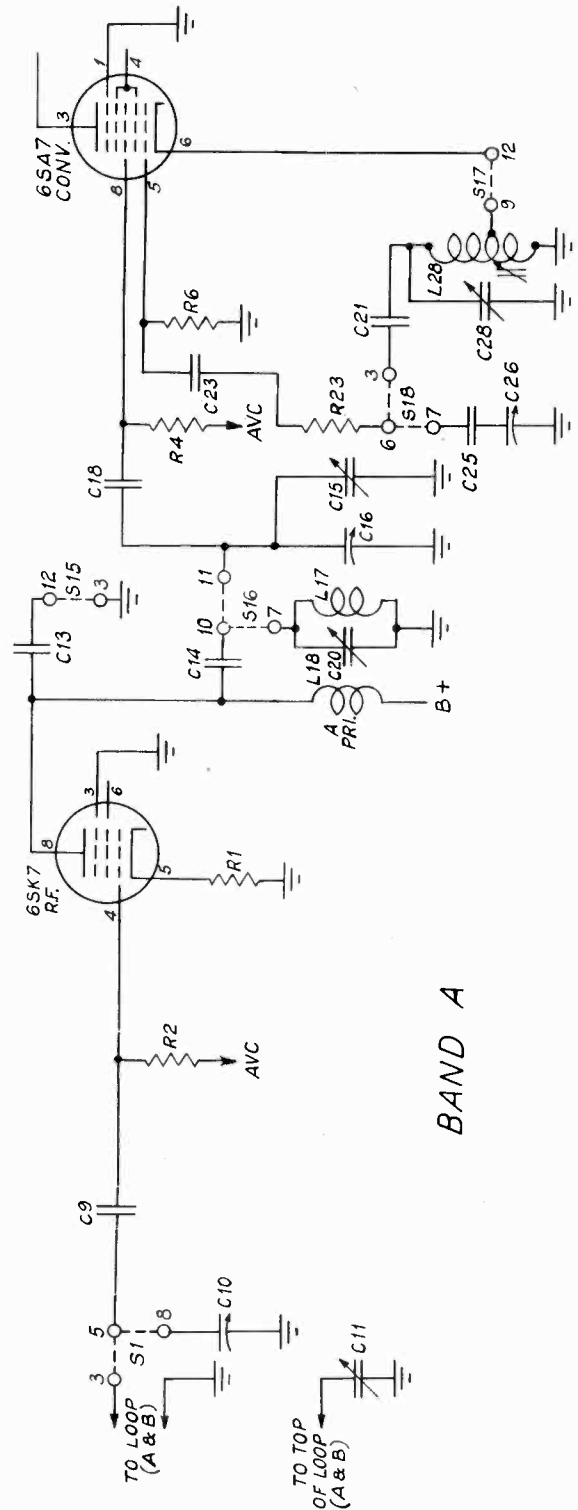 TO LOOP
(A & B)
3
5
S1
8
C10
TO TOP
OF LOOP
(A & B)
C11
C9
R2
AVC
6SK7
R.F.
4
8
3
6
5
R1
C13
12
S15
3
C14
10
11
S16
7
A
PRI.
L18
C20
L17
B+
C18
C15
C16
R4
AVC
C23
R6
R23
6
3
S18
7
C25
C26
C21
C28
L28
9
S17
12
6SA7
CONV.
3
8
5
1
4
6
BAND A